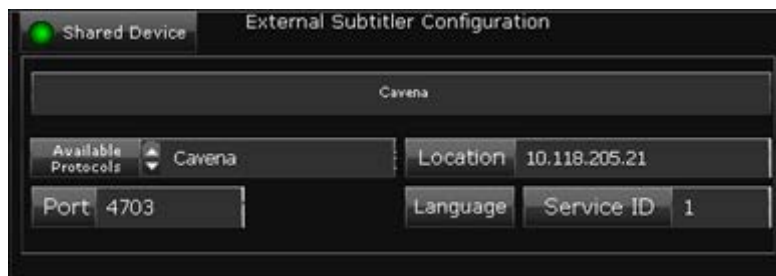 Shared Device External Subtitler Configuration
Cavena
Available Protocols Cavena Location 10.118.205.21
Port 4703 Language Service ID 1